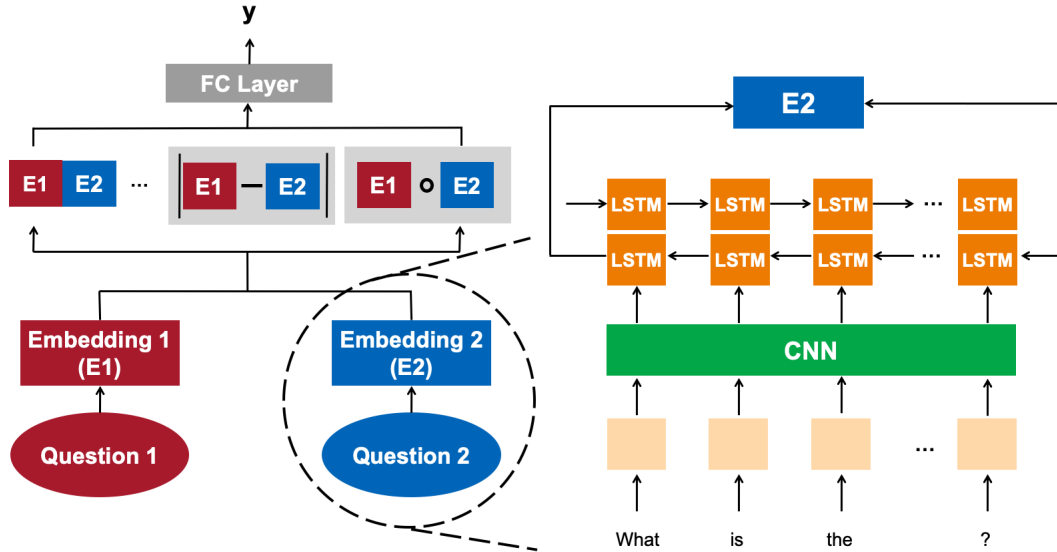 y
FC Layer
E1 E2 ... E1 — E2 E1 o E2
Embedding 1
(E1)
Embedding 2
(E2)
Question 1
Question 2
E2
LSTM LSTM LSTM ... LSTM
LSTM LSTM LSTM ... LSTM
CNN
...
What is the ?